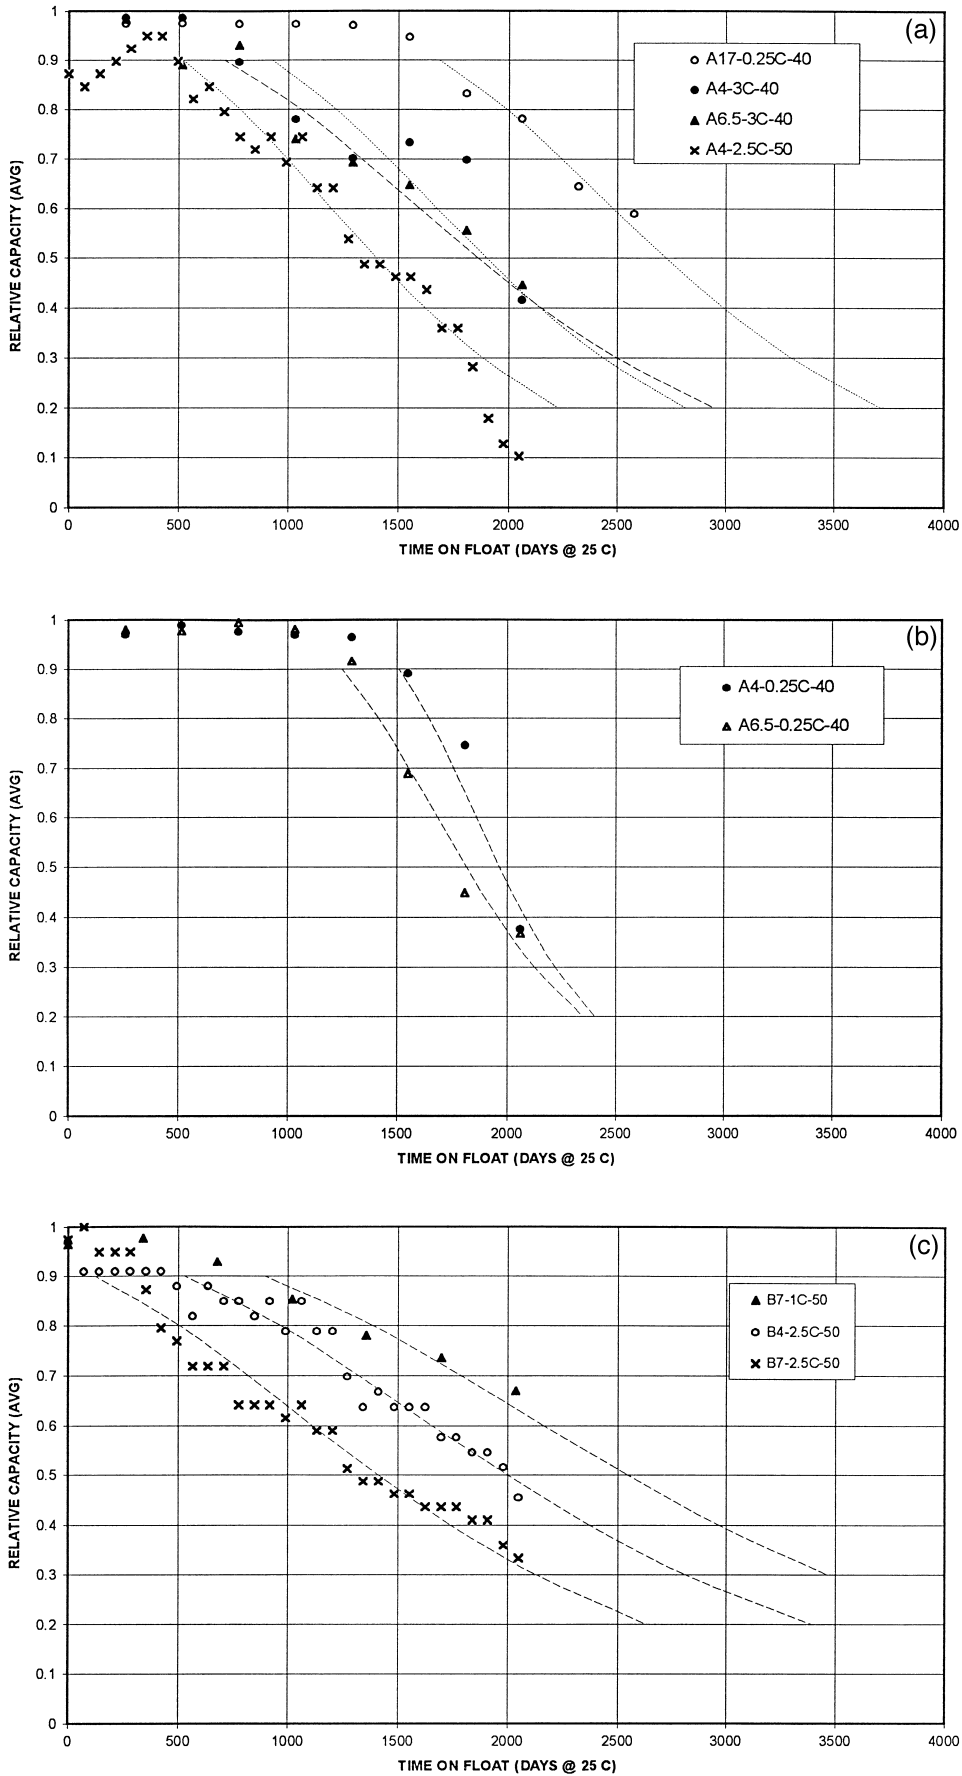 (a)
1
0.9
0.8
0.7
0.6
0.5
0.4
0.3
0.2
0.1
0
RELATIVE CAPACITY (AVG)
A17-0.25C-40
A4-3C-40
A6.5-3C-40
A4-2.5C-50
0 500 1000 1500 2000 2500 3000 3500 4000
TIME ON FLOAT (DAYS @ 25 C)
(b)
1
0.9
0.8
0.7
0.6
0.5
0.4
0.3
0.2
0.1
0
RELATIVE CAPACITY (AVG)
A4-0.25C-40
A6.5-0.25C-40
0 500 1000 1500 2000 2500 3000 3500 4000
TIME ON FLOAT (DAYS @ 25 C)
(c)
1
0.9
0.8
0.7
0.6
0.5
0.4
0.3
0.2
0.1
0
RELATIVE CAPACITY (AVG)
B7-1C-50
B4-2.5C-50
B7-2.5C-50
0 500 1000 1500 2000 2500 3000 3500 4000
TIME ON FLOAT (DAYS @ 25 C)